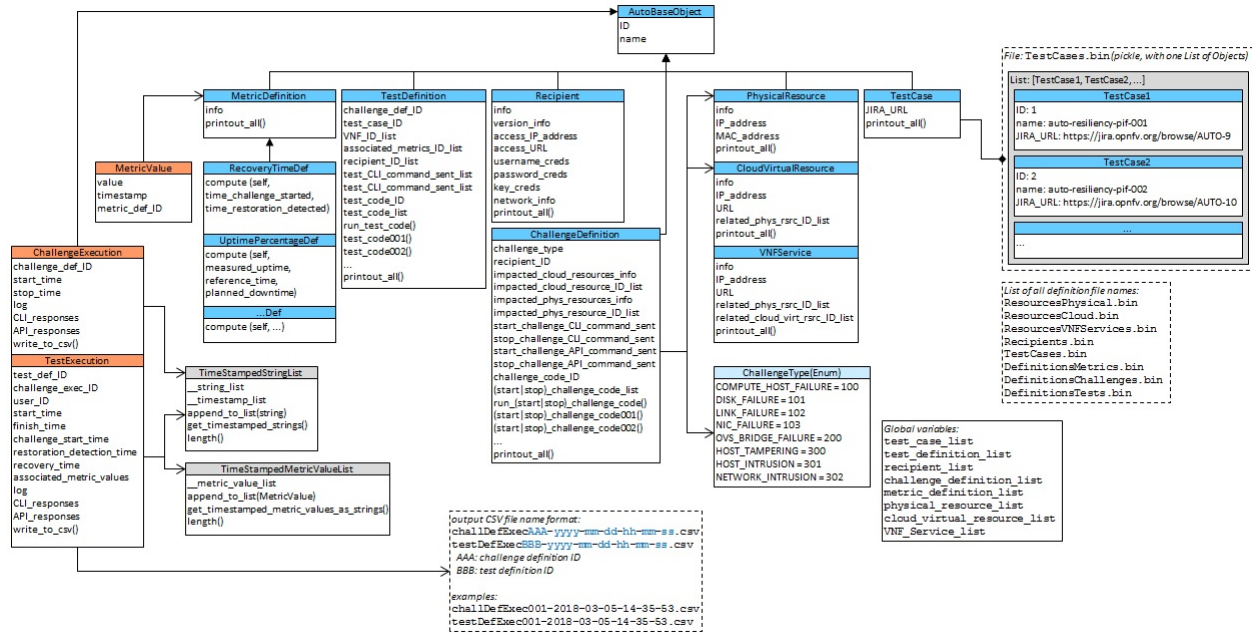 AutoBaseObject
ID
name
MetricDefinition
info
printout_all()
MetricValue
value
timestamp
metric_def_ID
RecoveryTimeDef
compute (self,
time_challenge_started,
time_restoration_detected)
UptimePercentageDef
compute (self,
measured_uptime,
reference_time,
planned_downtime)
...Def
compute (self, ...)
TestDefinition
challenge_def_ID
test_case_ID
VNF_ID_list
associated_metrics_ID_list
recipient_ID_list
test_CLI_command_sent_list
test_CLI_command_sent_list
test_code_ID
test_code_list
run_test_code()
test_code001()
test_code002()
...
printout_all()
Recipient
info
version_info
access_IP_address
access_URL
username_creds
password_creds
key_creds
network_info
printout_all()
ChallengeDefinition
challenge_type
recipient_ID
impacted_cloud_resources_info
impacted_cloud_resource_ID_list
impacted_phys_resources_info
impacted_phys_resource_ID_list
start_challenge_CLI_command_sent
stop_challenge_CLI_command_sent
start_challenge_API_command_sent
stop_challenge_API_command_sent
challenge_code_ID
(start|stop)_challenge_code_list
run_(start|stop)_challenge_code()
(start|stop)_challenge_code001()
(start|stop)_challenge_code002()
...
printout_all()
PhysicalResource
info
IP_address
MAC_address
printout_all()
CloudVirtualResource
info
IP_address
URL
related_phys_rsrc_ID_list
printout_all()
VNFService
info
IP_address
URL
related_phys_rsrc_ID_list
related_cloud_virt_rsrc_ID_list
printout_all()
ChallengeType(Enum)
COMPUTE_HOST_FAILURE = 100
DISK_FAILURE = 101
LINK_FAILURE = 102
NIC_FAILURE = 103
OVS_BRIDGE_FAILURE = 200
HOST_TAMPERING = 300
HOST_INTRUSION = 301
NETWORK_INTRUSION = 302
TestCase
JIRA_URL
printout_all()
File: TestCases.bin(pickle, with one List of Objects)
List: [TestCase1, TestCase2, ...]
TestCase1
ID: 1
name: auto-resiliency-pif-001
JIRA_URL: https://jira.opnfv.org/browse/AUTO-9
TestCase2
ID: 2
name: auto-resiliency-pif-002
JIRA_URL: https://jira.opnfv.org/browse/AUTO-10
...
...
List of all definition file names:
ResourcesPhysical.bin
ResourcesCloud.bin
ResourcesVNFServices.bin
Recipients.bin
TestCases.bin
DefinitionsMetrics.bin
DefinitionsChallenges.bin
DefinitionsTests.bin
Global variables:
test_case_list
test_definition_list
recipient_list
challenge_definition_list
metric_definition_list
physical_resource_list
cloud_virtual_resource_list
VNF_Service_list
ChallengeExecution
challenge_def_ID
start_time
stop_time
log
CLI_responses
API_responses
write_to_csv()
TestExecution
test_def_ID
challenge_exec_ID
user_ID
start_time
finish_time
challenge_start_time
restoration_detection_time
recovery_time
associated_metric_values
log
CLI_responses
API_responses
write_to_csv()
TimeStampedStringList
__string_list
__timestamp_list
append_to_list(string)
get_timestamped_strings()
length()
TimeStampedMetricValueList
__metric_value_list
append_to_list(MetricValue)
get_timestamped_metric_values_as_strings()
length()
output CSV file name format:
challDefExecAAA-yyyy-mm-dd-hh-mm-ss.csv
testDefExecBBB-yyyy-mm-dd-hh-mm-ss.csv
AAA: challenge definition ID
BBB: test definition ID
examples:
challDefExec001-2018-03-05-14-35-53.csv
testDefExec001-2018-03-05-14-35-53.csv